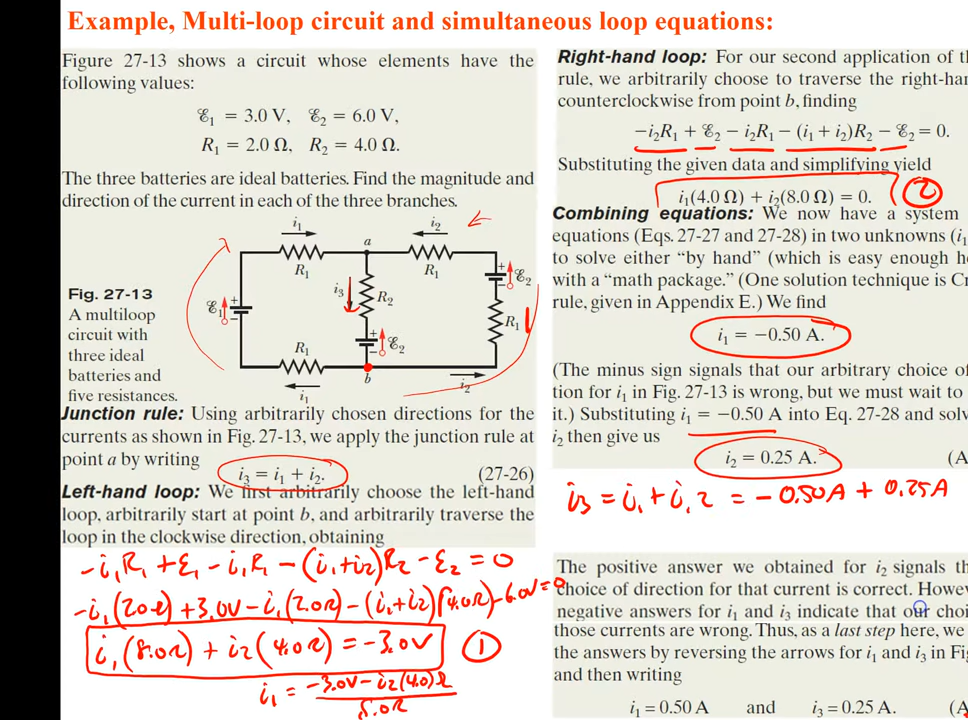 Example, Multi-loop circuit and simultaneous loop equations:
Figure 27-13 shows a circuit whose elements have the
following values:
ℰ₁ = 3.0 V, ℰ₂ = 6.0 V,
R₁ = 2.0 Ω, R₂ = 4.0 Ω.
The three batteries are ideal batteries. Find the magnitude and
direction of the current in each of the three branches.
i₁ a i₂
R₁ R₁
+ ℰ₂ −
i₃ R₂
Fig. 27-13
A multiloop
circuit with
three ideal
batteries and
five resistances.
ℰ₁ + −
R₁
R₁ + − ℰ₂
i₁ b i₂
Junction rule: Using arbitrarily chosen directions for the
currents as shown in Fig. 27-13, we apply the junction rule at
point a by writing
i₃ = i₁ + i₂. (27-26)
Left-hand loop: We first arbitrarily choose the left-hand
loop, arbitrarily start at point b, and arbitrarily traverse the
loop in the clockwise direction, obtaining
-i₁R₁ + ε₁ - i₁R₁ - (i₁+i₂)R₂ - ε₂ = 0
-i₁(2.0Ω) + 3.0V - i₁(2.0Ω) - (i₁+i₂)(4.0Ω) - 6.0V = 0
i₁(8.0Ω) + i₂(4.0Ω) = -3.0V ①
i₁ = -3.0V - i₂(4.0)Ω
8.0Ω
Right-hand loop: For our second application of th
rule, we arbitrarily choose to traverse the right-han
counterclockwise from point b, finding
−i₂R₁ + ℰ₂ − i₂R₁ − (i₁ + i₂)R₂ − ℰ₂ = 0.
Substituting the given data and simplifying yield
i₁(4.0 Ω) + i₂(8.0 Ω) = 0. ②
Combining equations: We now have a system
equations (Eqs. 27-27 and 27-28) in two unknowns (i₁
to solve either “by hand” (which is easy enough he
with a “math package.” (One solution technique is Cr
rule, given in Appendix E.) We find
i₁ = −0.50 A.
(The minus sign signals that our arbitrary choice of
tion for i₁ in Fig. 27-13 is wrong, but we must wait to
it.) Substituting i₁ = −0.50 A into Eq. 27-28 and solv
i₂ then give us
i₂ = 0.25 A. (A
i₃ = i₁ + i₂ = -0.50A + 0.25A
The positive answer we obtained for i₂ signals th
choice of direction for that current is correct. Howe
negative answers for i₁ and i₃ indicate that our choi
those currents are wrong. Thus, as a last step here, we
the answers by reversing the arrows for i₁ and i₃ in Fig
and then writing
i₁ = 0.50 A and i₃ = 0.25 A. (A